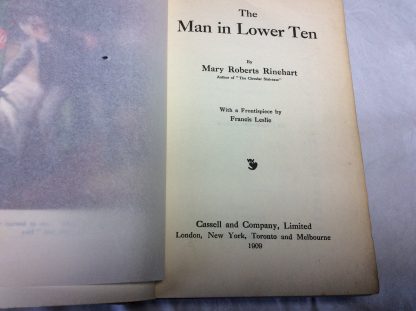 The
Man in Lower Ten
By
Mary Roberts Rinehart
Author of "The Circular Staircase"
With a Frontispiece by
Francis Leslie
Cassell and Company, Limited
London, New York, Toronto and Melbourne
1909